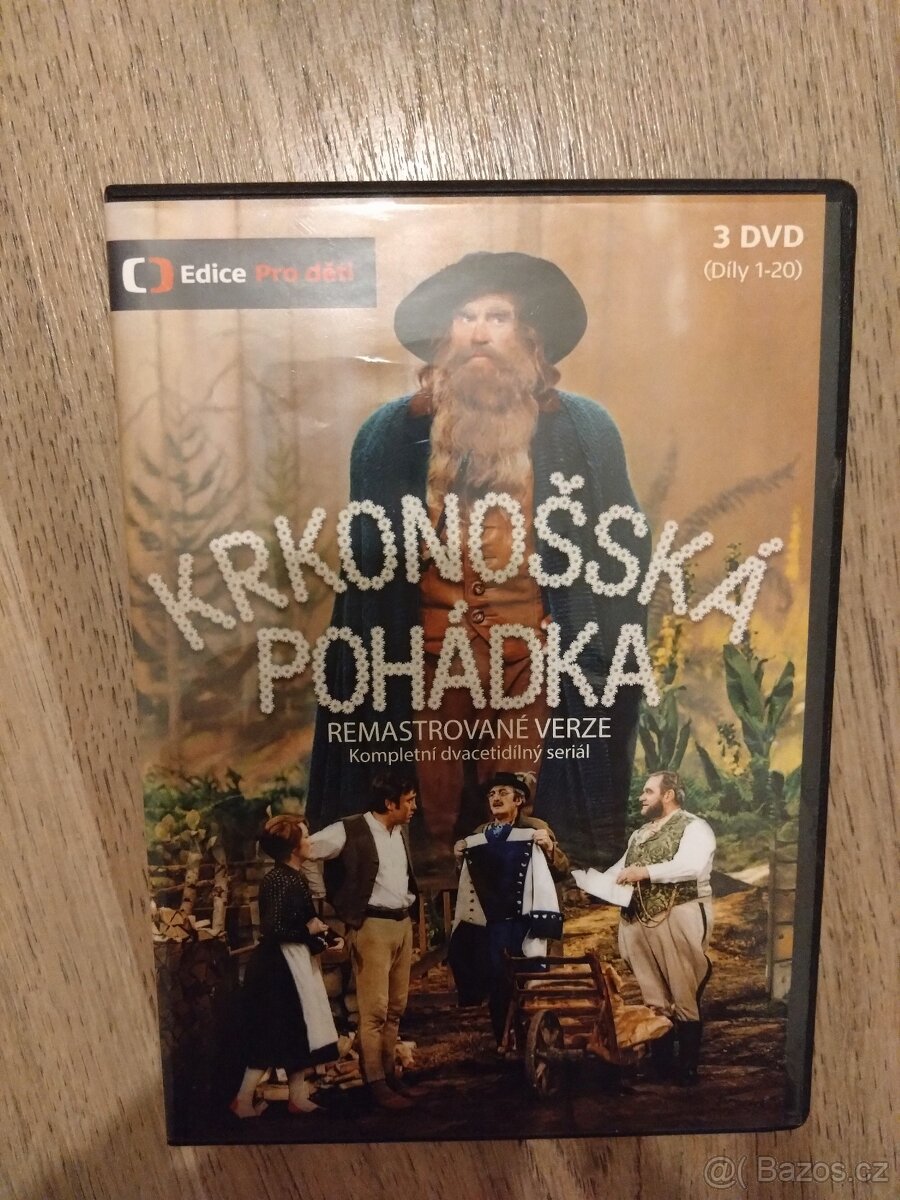 3 DVD
(Díly 1-20)
Edice Pro děti
KRKONOŠSKÁ
POHÁDKA
REMASTROVANÉ VERZE
Kompletní dvacetidílný seriál
@( Bazos.cz